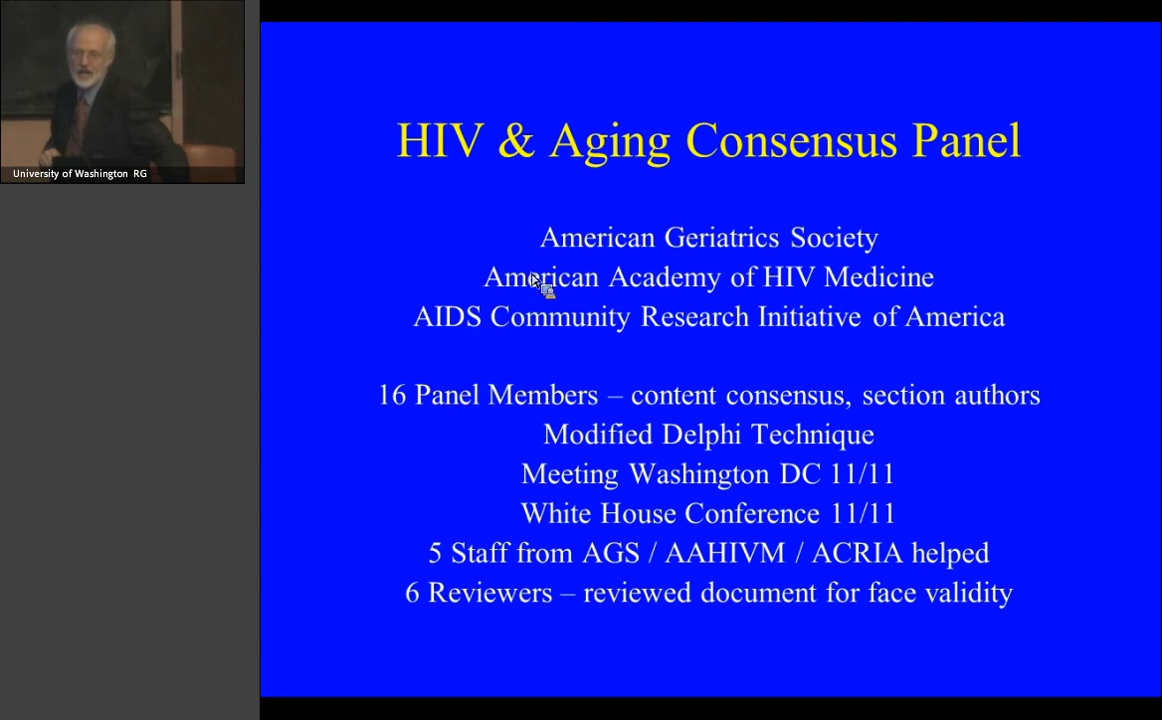 University of Washington RG
HIV & Aging Consensus Panel
American Geriatrics Society
American Academy of HIV Medicine
AIDS Community Research Initiative of America
16 Panel Members – content consensus, section authors
Modified Delphi Technique
Meeting Washington DC 11/11
White House Conference 11/11
5 Staff from AGS / AAHIVM / ACRIA helped
6 Reviewers – reviewed document for face validity